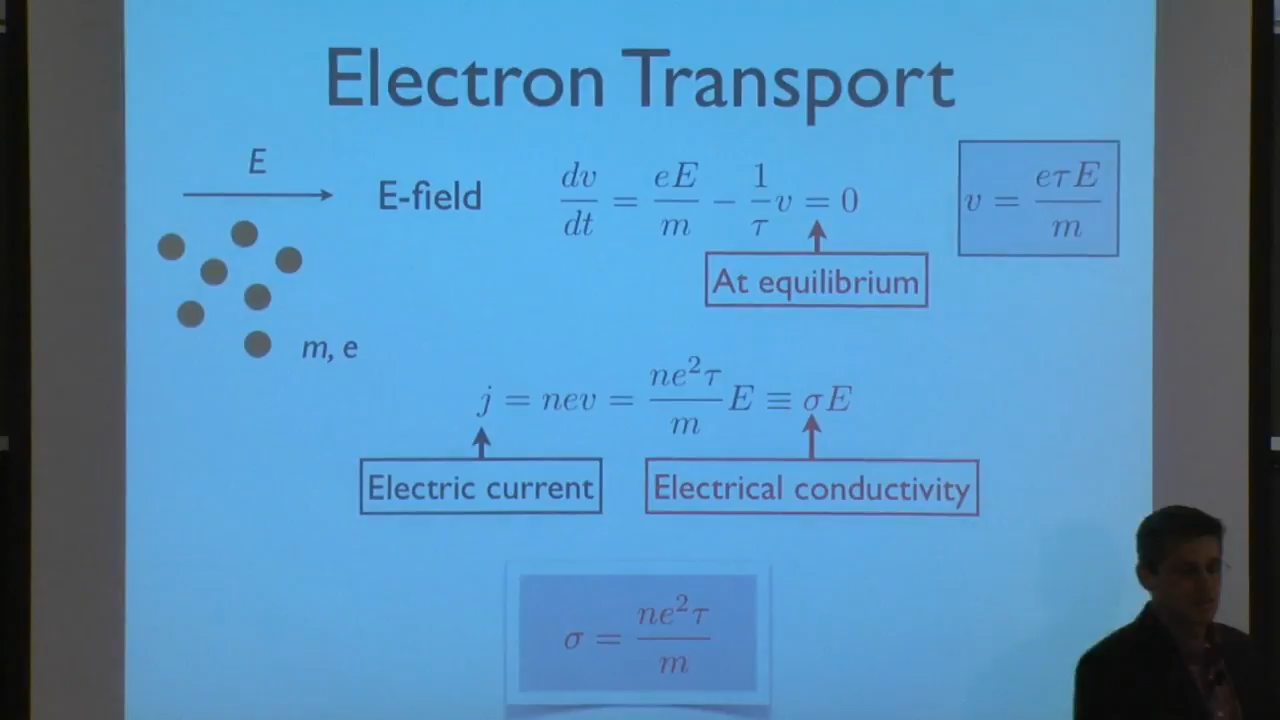 Electron Transport
E
E-field
dv/dt = eE/m − 1/τ v = 0
v = eτE/m
At equilibrium
m, e
j = nev = ne²τ/m E ≡ σE
Electric current
Electrical conductivity
σ = ne²τ/m